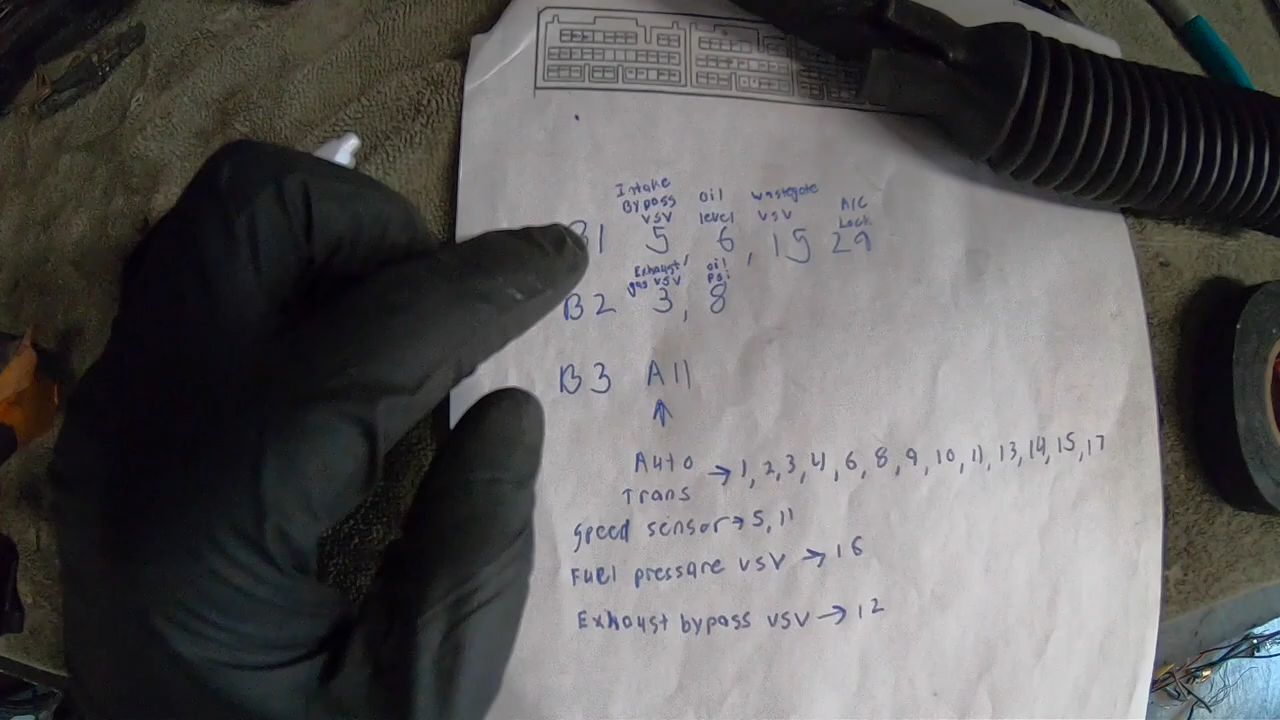 Intake Oil wastegate A/C
Bypass level VSV Lock
VSV
B1 5 6, 15 29
Exhaust Oil
gas VSV Psi
B2 3, 8
B3 All
Auto → 1, 2, 3, 4, 6, 8, 9, 10, 11, 13, 14, 15, 17
Trans
Speed sensor → 5, 11
Fuel pressure VSV → 16
Exhaust bypass VSV → 12